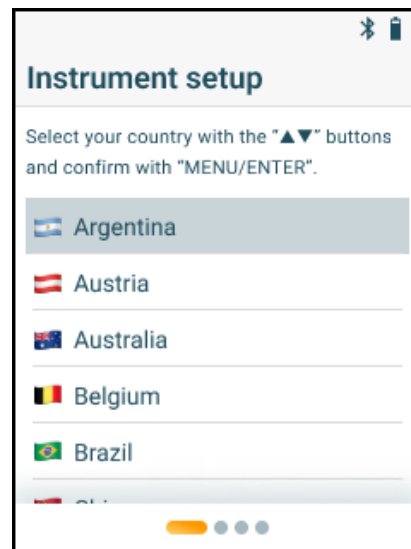 Instrument setup
Select your country with the "▲▼" buttons
and confirm with "MENU/ENTER".
Argentina
Austria
Australia
Belgium
Brazil